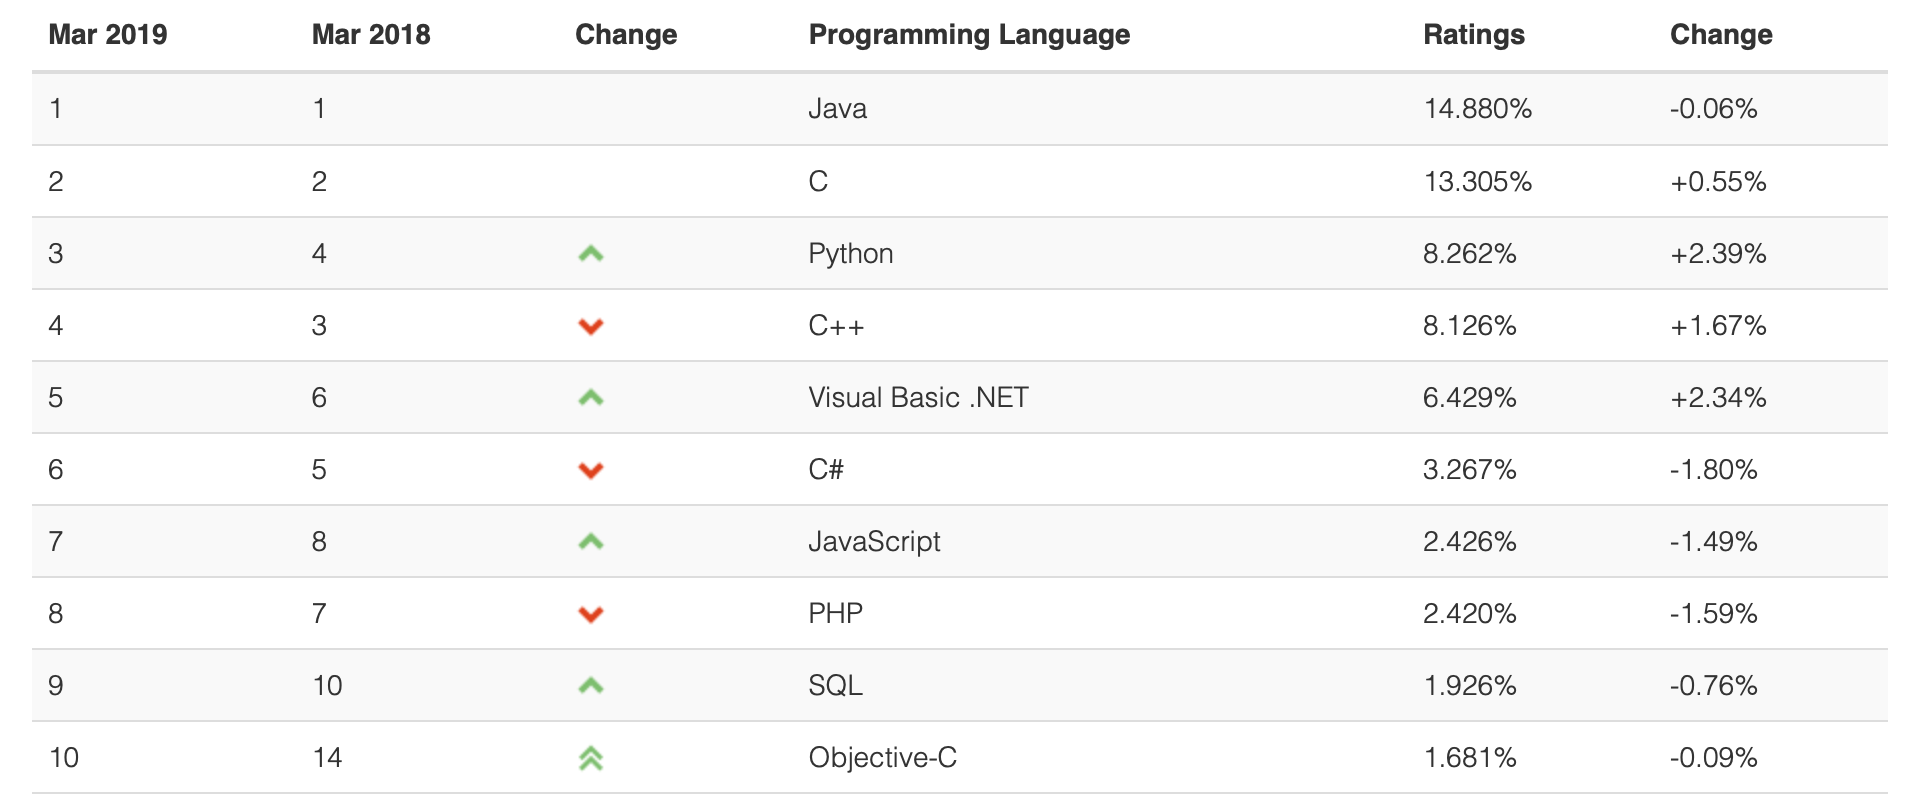 Mar 2019 Mar 2018 Change Programming Language Ratings Change
1 1 Java 14.880% -0.06%
2 2 C 13.305% +0.55%
3 4 Python 8.262% +2.39%
4 3 C++ 8.126% +1.67%
5 6 Visual Basic .NET 6.429% +2.34%
6 5 C# 3.267% -1.80%
7 8 JavaScript 2.426% -1.49%
8 7 PHP 2.420% -1.59%
9 10 SQL 1.926% -0.76%
10 14 Objective-C 1.681% -0.09%